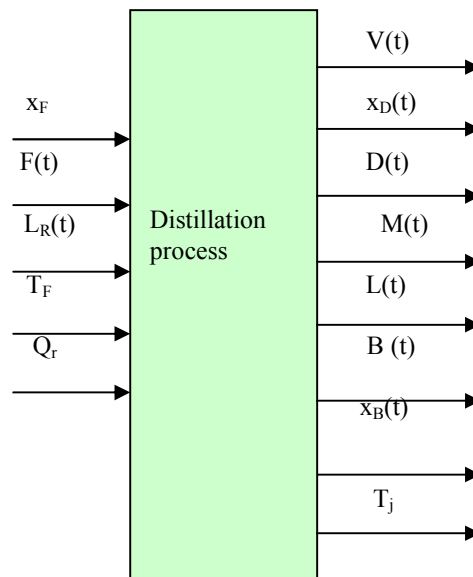 x_F
F(t)
L_R(t)
T_F
Q_r
Distillation
process
V(t)
x_D(t)
D(t)
M(t)
L(t)
B (t)
x_B(t)
T_j